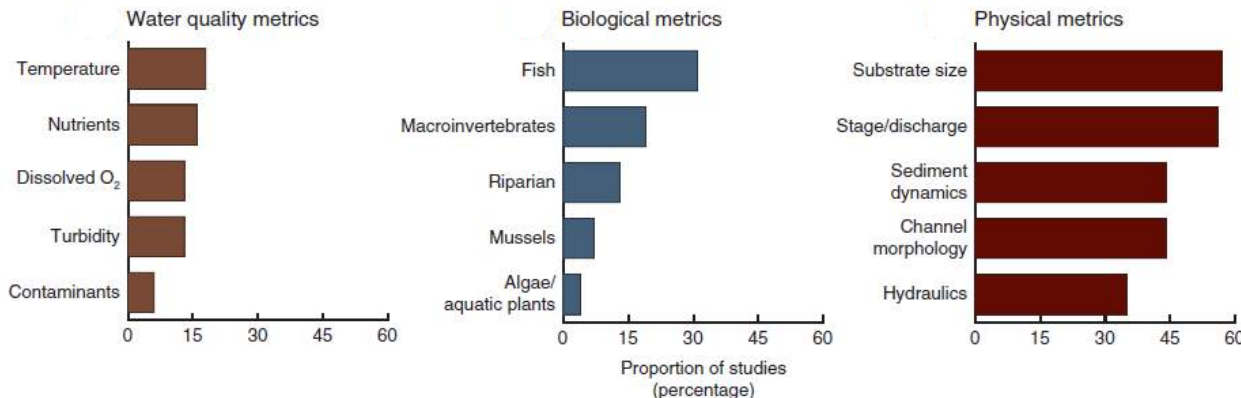 Water quality metrics
Temperature
Nutrients
Dissolved O₂
Turbidity
Contaminants
0 15 30 45 60
Biological metrics
Fish
Macroinvertebrates
Riparian
Mussels
Algae/
aquatic plants
0 15 30 45 60
Proportion of studies
(percentage)
Physical metrics
Substrate size
Stage/discharge
Sediment
dynamics
Channel
morphology
Hydraulics
0 15 30 45 60